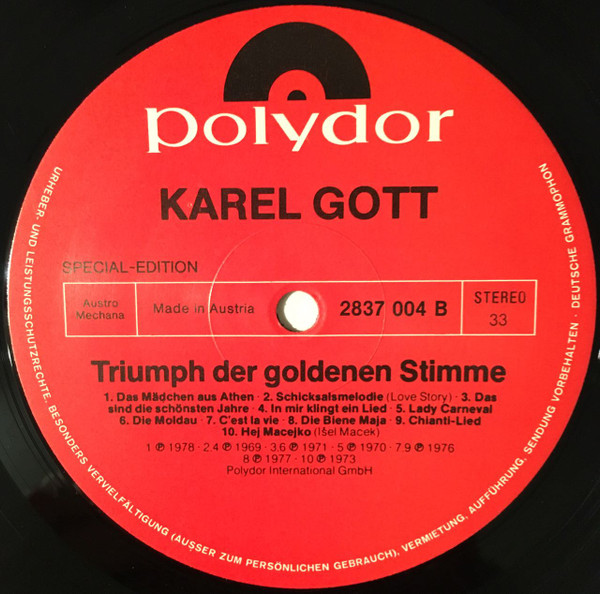 polydor
KAREL GOTT
SPECIAL-EDITION
Austro
Mechana
Made in Austria
2837 004 B
STEREO
33
Triumph der goldenen Stimme
1. Das Mädchen aus Athen · 2. Schicksalsmelodie (Love Story) · 3. Das
sind die schönsten Jahre · 4. In mir klingt ein Lied · 5. Lady Carneval
6. Die Moldau · 7. C'est la vie · 8. Die Biene Maja · 9. Chianti-Lied
10. Hej Macejko (Išel Macek)
1 ℗ 1978 · 2.4 ℗ 1969 · 3.6 ℗ 1971 · 5 ℗ 1970 · 7.9 ℗ 1976
8 ℗ 1977 · 10 ℗ 1973
Polydor International GmbH
URHEBER- UND LEISTUNGSSCHUTZRECHTE, BESONDERS VERVIELFÄLTIGUNG (AUSSER ZUM PERSÖNLICHEN GEBRAUCH), VERMIETUNG, AUFFÜHRUNG, SENDUNG VORBEHALTEN · DEUTSCHE GRAMMOPHON